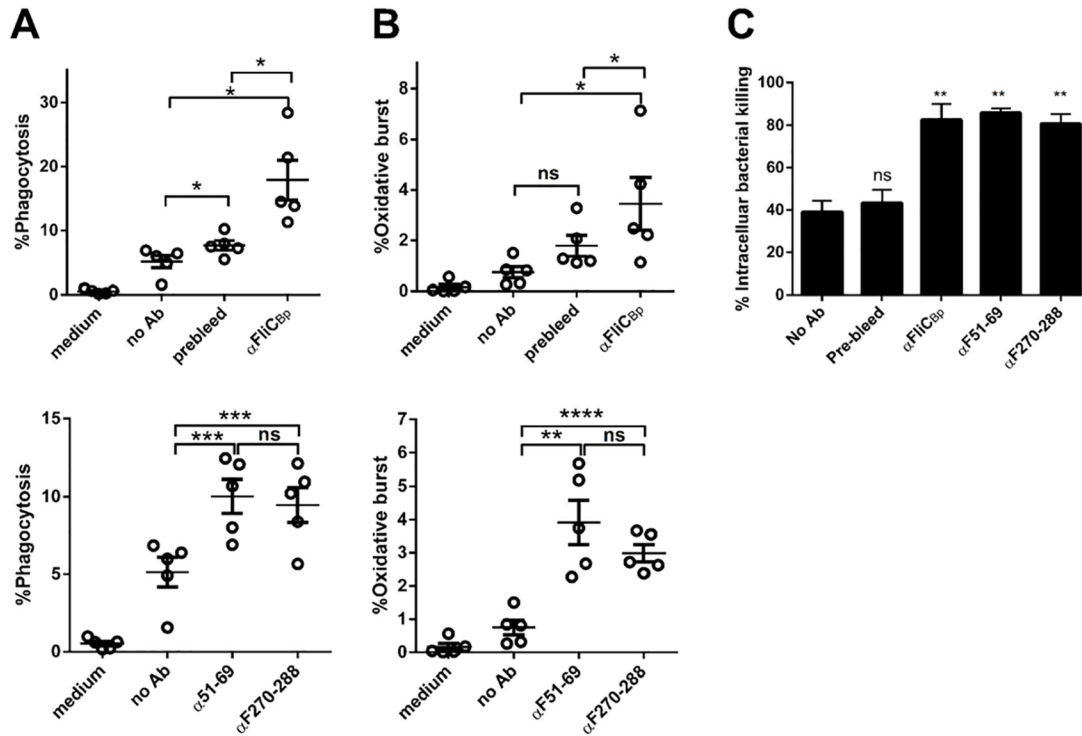 A
B
C
%Phagocytosis
30
20
10
0
*
*
*
medium
no Ab
prebleed
αFliCBp
%Oxidative burst
8
6
4
2
0
*
*
ns
medium
no Ab
prebleed
αFliCBp
% Intracelluar bacterial killing
100
80
60
40
20
0
ns
**
**
**
No Ab
Pre-bleed
αFliCBp
αF51-69
αF270-288
%Phagocytosis
15
10
5
0
***
***
ns
medium
no Ab
α51-69
αF270-288
%Oxidative burst
7
6
5
4
3
2
1
0
****
**
ns
medium
no Ab
αF51-69
αF270-288